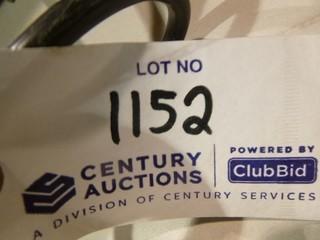 LOT NO
1152
CENTURY AUCTIONS
POWERED BY
ClubBid
A DIVISION OF CENTURY SERVICES